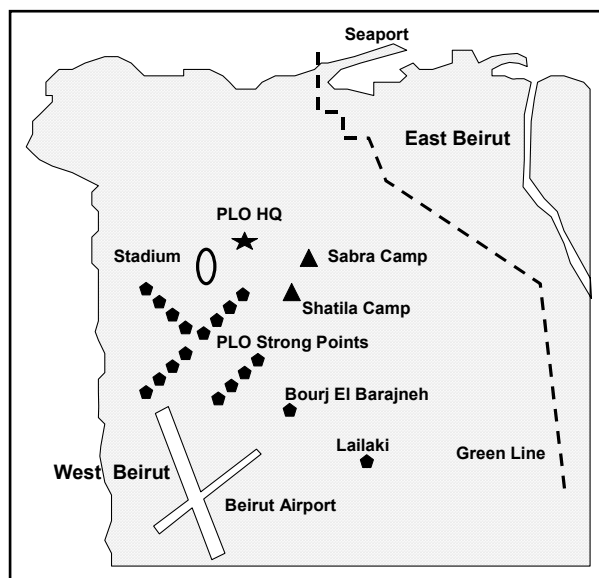 Seaport
East Beirut
PLO HQ
Stadium
Sabra Camp
Shatila Camp
PLO Strong Points
Bourj El Barajneh
Lailaki
Green Line
West Beirut
Beirut Airport